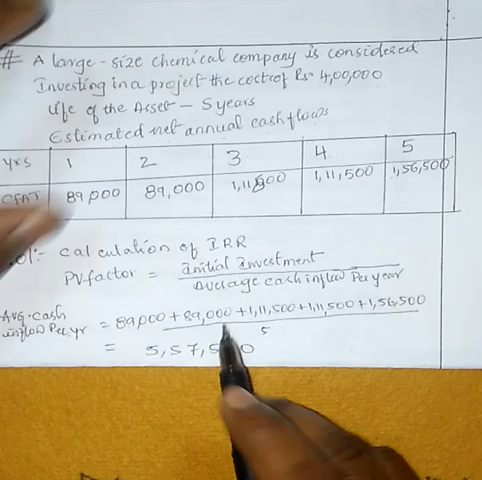 # A large-size chemical company is considered
Investing in a project the cost of Rs 4,00,000
Life of the Asset - 5 years
Estimated net annual cash flows
yrs 1 2 3 4 5
CFAT 89,000 89,000 1,11,500 1,11,500 1,56,500
Calculation of IRR
PV factor = Initial Investment
Average cash inflow Per year
Avg. cash
inflow Per. yr = 89,000 + 89,000 + 1,11,500 + 1,11,500 + 1,56,500
5
= 5,57,5